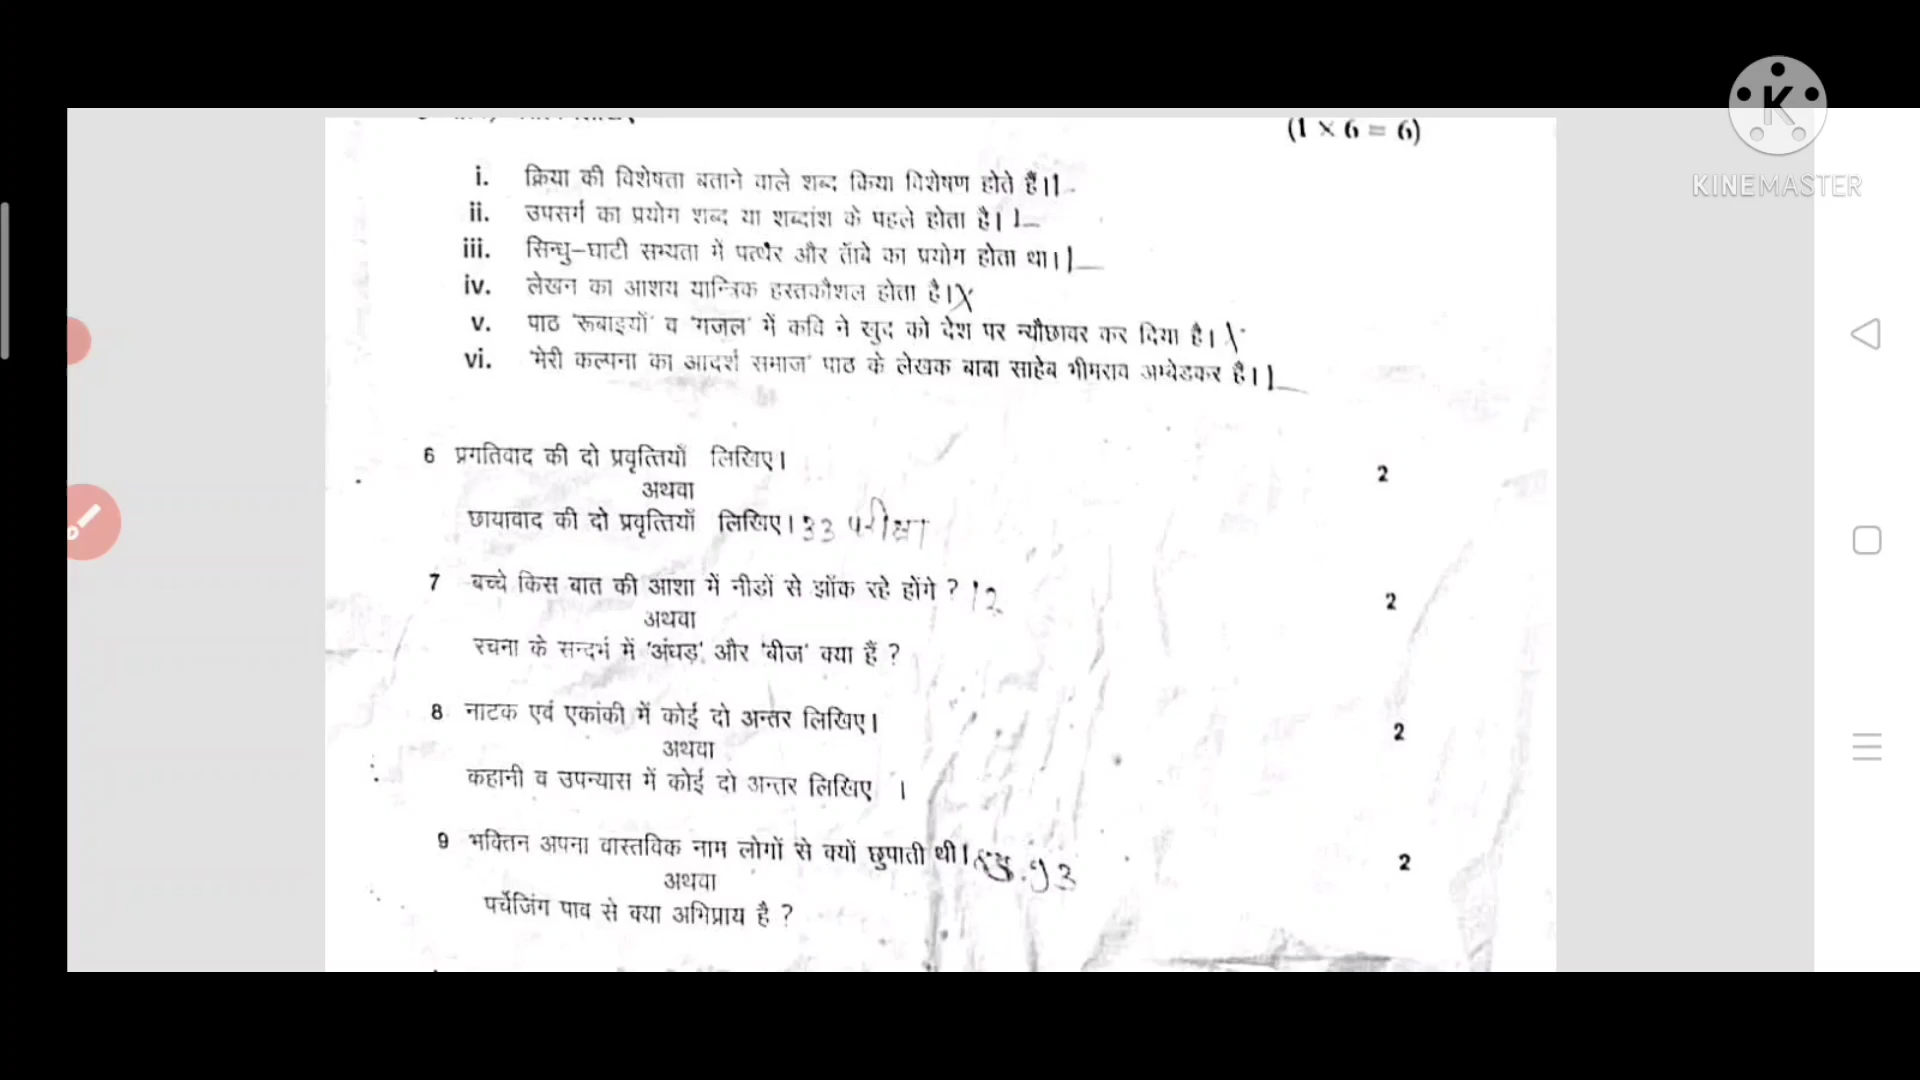 (1 × 6 = 6)
KINEMASTER
i. क्रिया की विशेषता बताने वाले शब्द किया विशेषण होते हैं।
ii. उपसर्ग का प्रयोग शब्द या शब्दांश के पहले होता है।
iii. सिन्धु-घाटी सभ्यता में पत्थर और ताँबे का प्रयोग होता था।
iv. लेखन का आशय यान्त्रिक हस्तकौशल होता है। X
v. पाठ 'रूबाइयों' व 'गजल' में कवि ने खुद को देश पर न्यौछावर कर दिया है।
vi. 'मेरी कल्पना का आदर्श समाज' पाठ के लेखक बाबा साहेब भीमराव अम्बेडकर है।
6 प्रगतिवाद की दो प्रवृत्तियाँ लिखिए। 2
अथवा
छायावाद की दो प्रवृत्तियाँ लिखिए। 33 परीक्षा
7 बच्चे किस बात की आशा में नीडों से झाँक रहे होंगे ? 12 2
अथवा
रचना के सन्दर्भ में 'अंधड़' और 'बीज' क्या हैं ?
8 नाटक एवं एकांकी में कोई दो अन्तर लिखिए। 2
अथवा
कहानी व उपन्यास में कोई दो अन्तर लिखिए ।
9 भक्तिन अपना वास्तविक नाम लोगों से क्यों छुपाती थी। 2
अथवा
पर्चेजिंग पाव से क्या अभिप्राय है ?